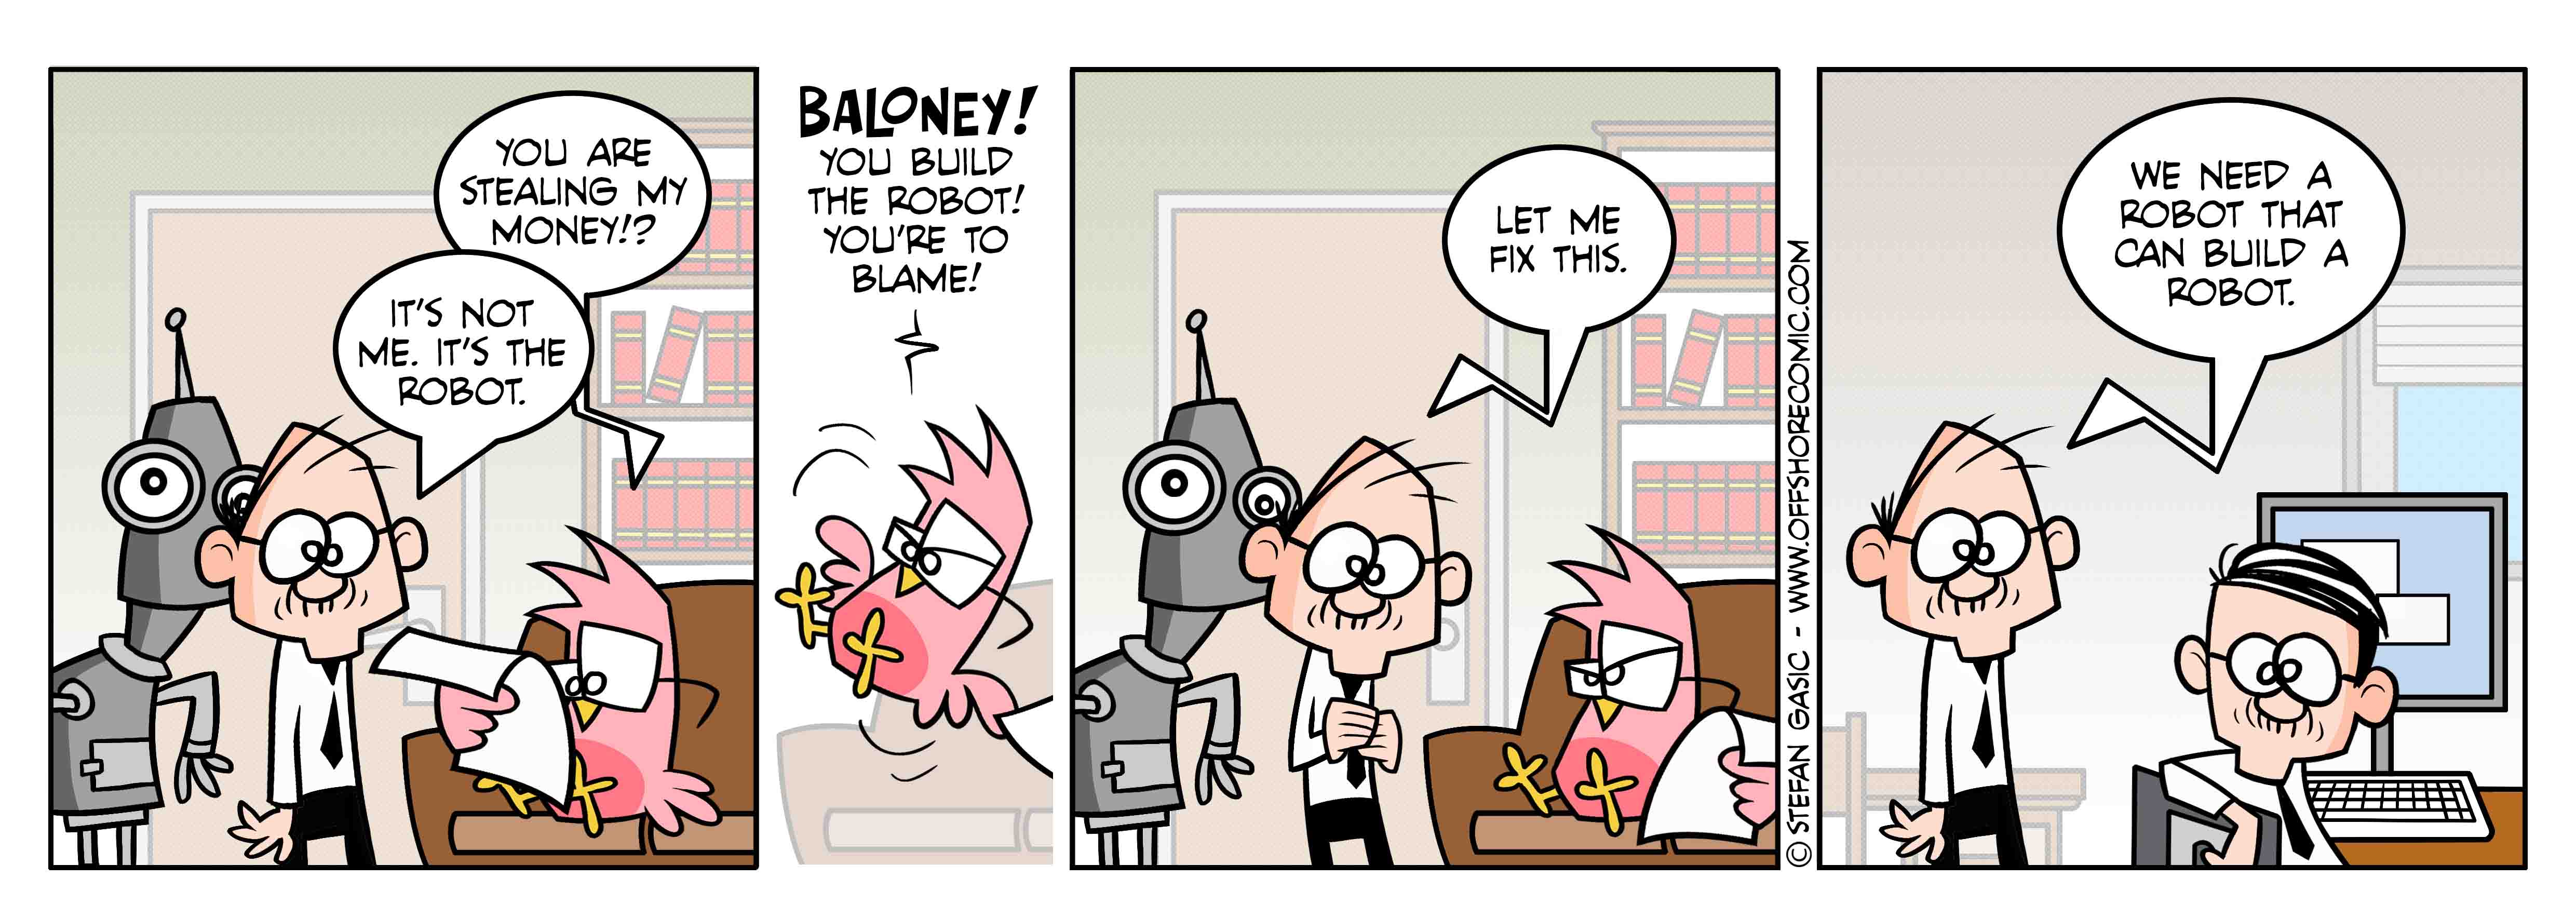 YOU ARE
STEALING MY
MONEY!?
IT'S NOT
ME. IT'S THE
ROBOT.
BALONEY!
YOU BUILD
THE ROBOT!
YOU'RE TO
BLAME!
LET ME
FIX THIS.
© STEFAN GASIC - WWW.OFFSHORECOMIC.COM
WE NEED A
ROBOT THAT
CAN BUILD A
ROBOT.